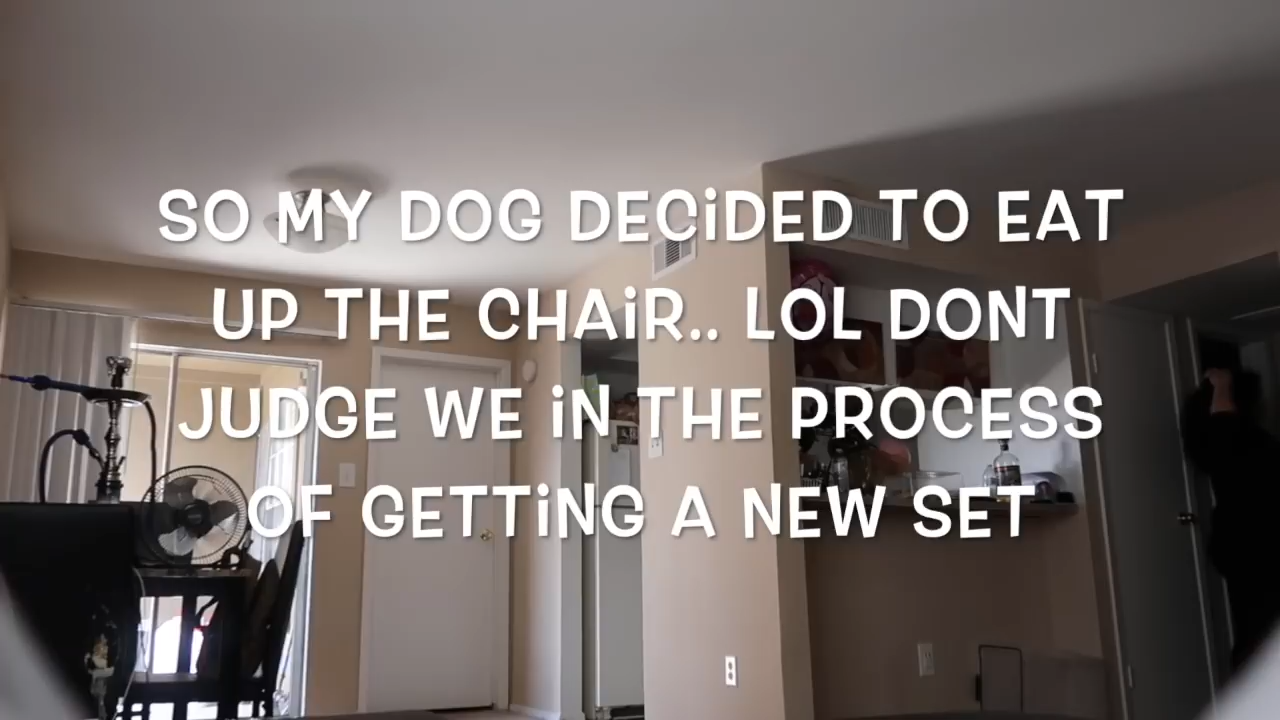 SO MY DOG DECiDED TO EAT
UP THE CHAiR.. LOL DONT
JUDGE WE iN THE PROCESS
OF GETTiNG A NEW SET